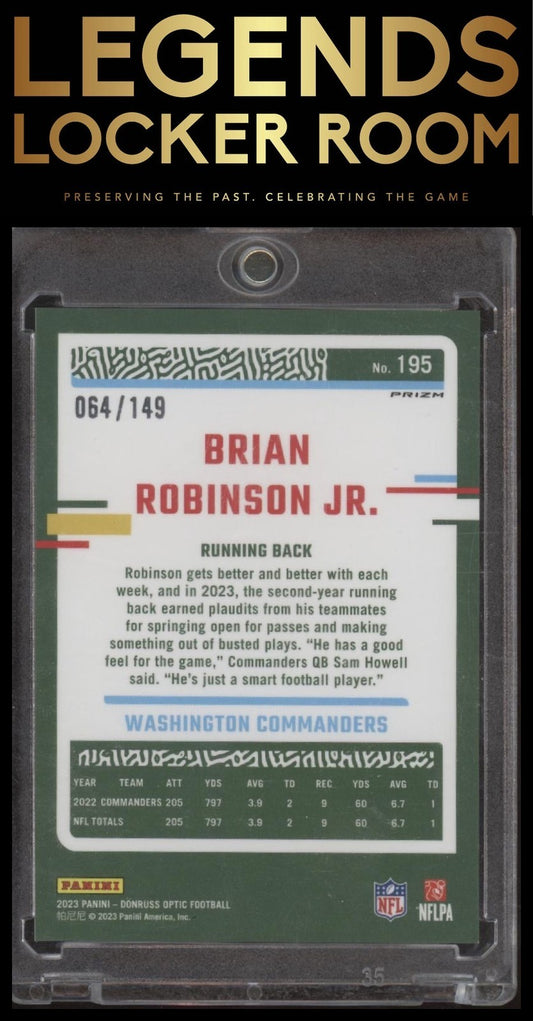 LEGENDS
LOCKER ROOM
PRESERVING THE PAST. CELEBRATING THE GAME
No. 195
PRIZM
064/149
BRIAN
ROBINSON JR.
RUNNING BACK
Robinson gets better and better with each
week, and in 2023, the second-year running
back earned plaudits from his teammates
for springing open for passes and making
something out of busted plays. “He has a good
feel for the game,” Commanders QB Sam Howell
said. “He’s just a smart football player.”
WASHINGTON COMMANDERS
YEAR TEAM ATT YDS AVG TD REC YDS AVG TD
2022 COMMANDERS 205 797 3.9 2 9 60 6.7 1
NFL TOTALS 205 797 3.9 2 9 60 6.7 1
PANINI
2023 PANINI – DONRUSS OPTIC FOOTBALL
帕尼尼 © 2023 Panini America, Inc.
NFL
NFLPA
35